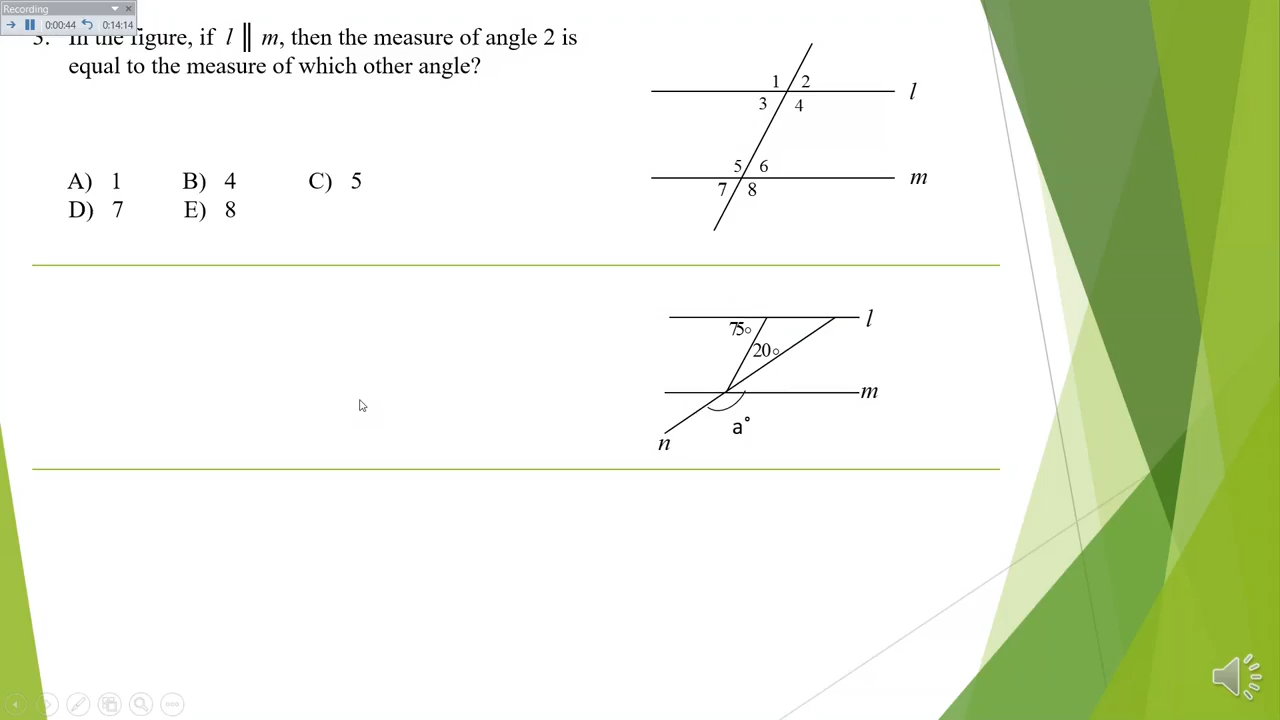 Recording
0:00:44 0:14:14
3. In the figure, if l ∥ m, then the measure of angle 2 is
equal to the measure of which other angle?
A) 1 B) 4 C) 5
D) 7 E) 8
1 2
3 4
l
5 6
7 8
m
75° l
20°
m
a°
n